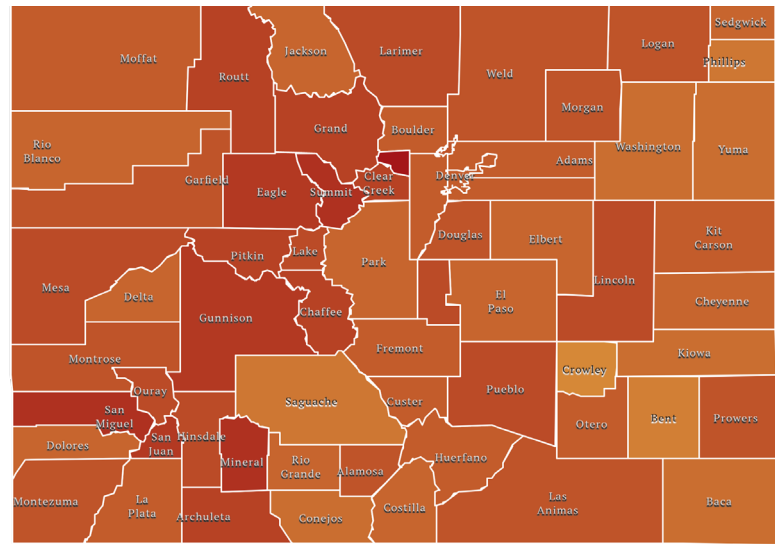 Sedgwick
Logan
Larimer
Jackson
Moffat
Phillips
Weld
Routt
Morgan
Grand
Boulder
Washington
Rio
Blanco
Yuma
Adams
Clear
Creek
Denver
Garfield
Eagle
Summit
Kit
Carson
Douglas
Elbert
Lake
Pitkin
Park
Lincoln
Mesa
Delta
El
Paso
Cheyenne
Chaffee
Gunnison
Fremont
Kiowa
Montrose
Crowley
Pueblo
Ouray
Saguache
Custer
San
Miguel
Bent
Prowers
Otero
San
Juan
Hinsdale
Dolores
Huerfano
Mineral
Rio
Grande
Alamosa
Montezuma
La
Plata
Las
Animas
Baca
Costilla
Archuleta
Conejos